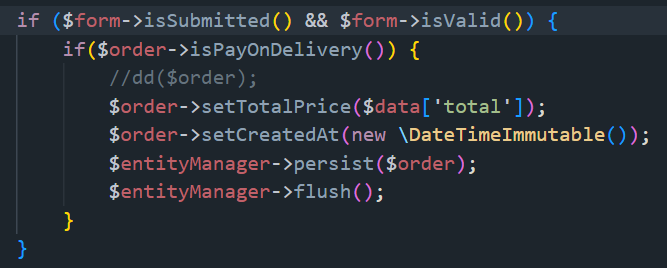 if ($form->isSubmitted() && $form->isValid()) {
if($order->isPayOnDelivery()) {
//dd($order);
$order->setTotalPrice($data['total']);
$order->setCreatedAt(new \DateTimeImmutable());
$entityManager->persist($order);
$entityManager->flush();
}
}